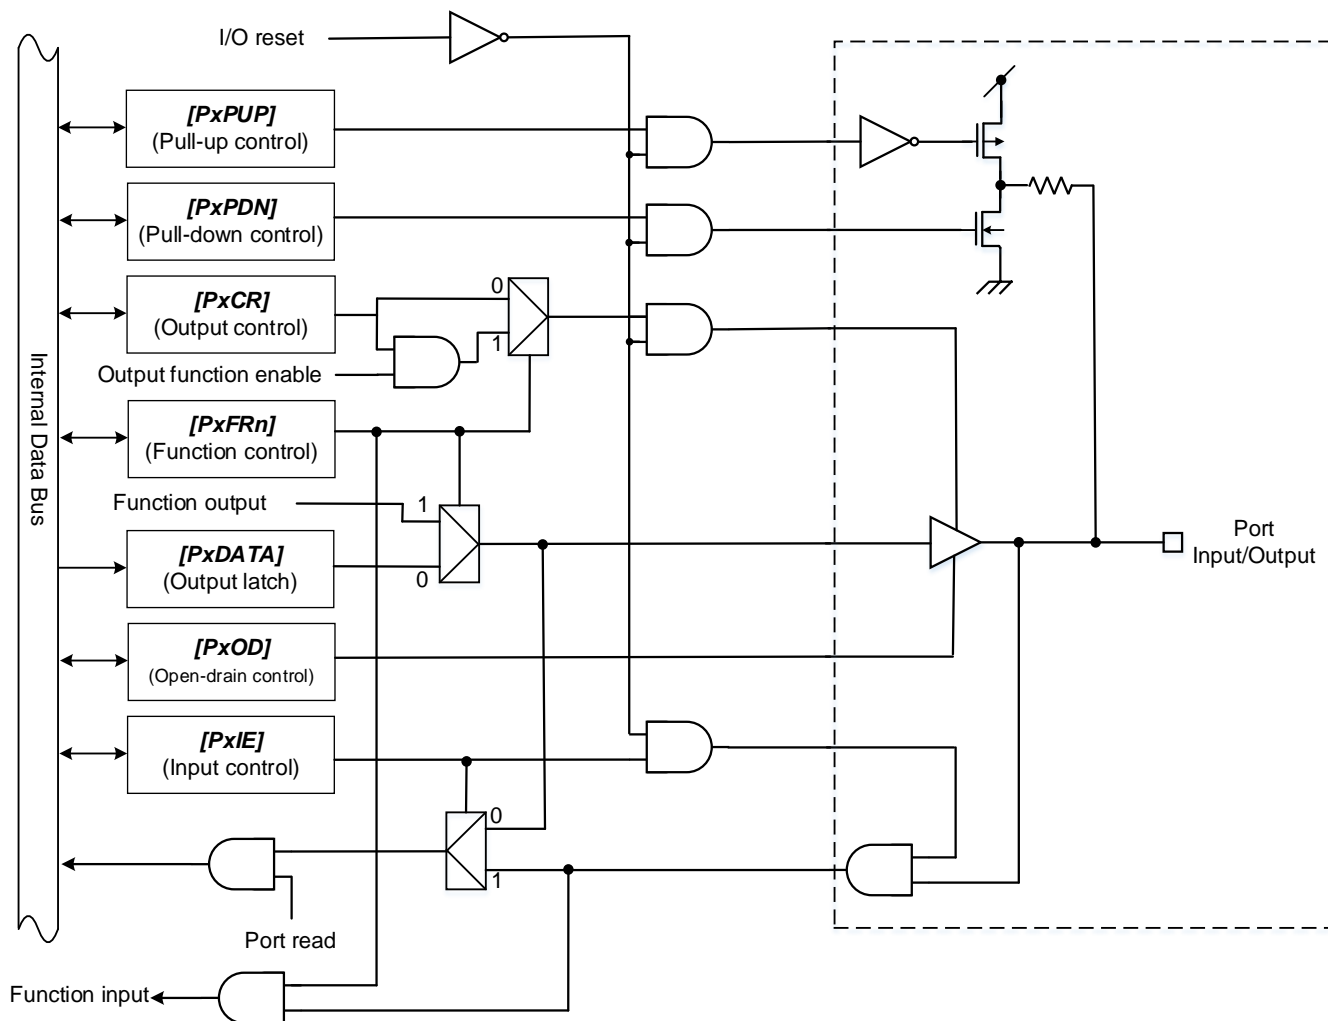 I/O reset
[PxPUP]
(Pull-up control)
[PxPDN]
(Pull-down control)
[PxCR]
(Output control)
0
1
Output function enable
Internal Data Bus
[PxFRn]
(Function control)
Function output
1
0
[PxDATA]
(Output latch)
Port
Input/Output
[PxOD]
(Open-drain control)
[PxIE]
(Input control)
0
1
Port read
Function input